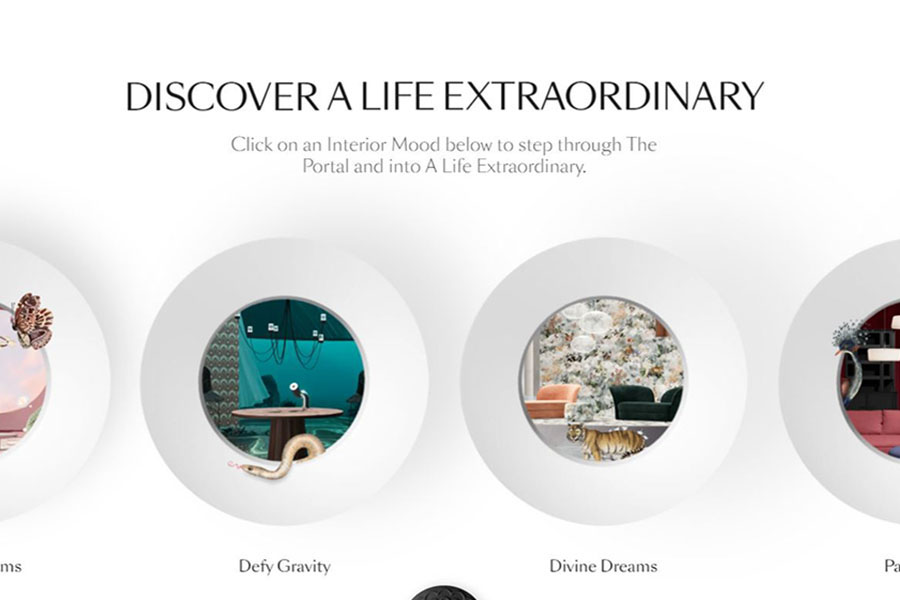 DISCOVER A LIFE EXTRAORDINARY
Click on an Interior Mood below to step through The
Portal and into A Life Extraordinary.
ms
Defy Gravity
Divine Dreams
Pa